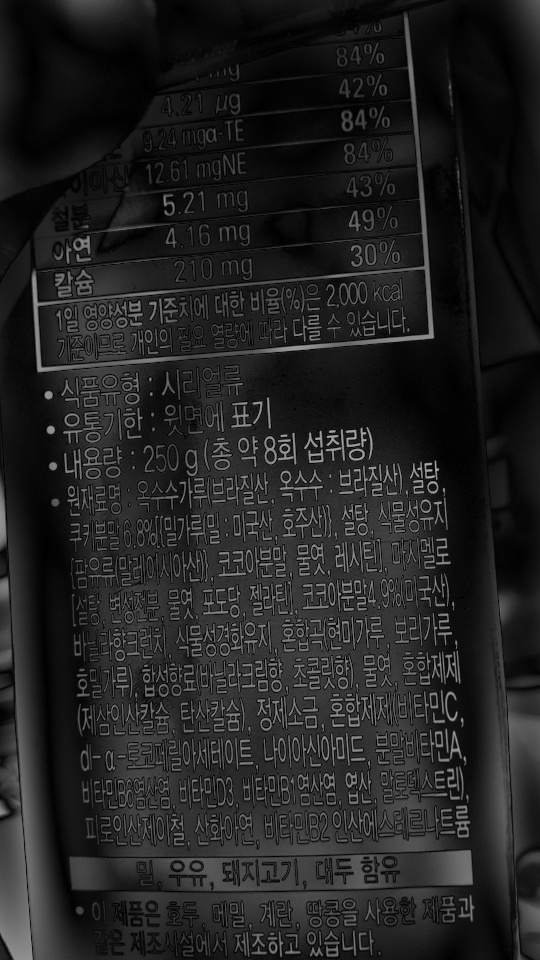 84%
mg 84%
4.21 μg 42%
9.24 mgα-TE 84%
나이아신 12.61 mgNE 84%
철분 5.21 mg 43%
아연 4.16 mg 49%
칼슘 210 mg 30%
1일 영양성분 기준치에 대한 비율(%)은 2,000 kcal
기준이므로 개인의 필요 열량에 따라 다를 수 있습니다.
• 식품유형 : 시리얼류
• 유통기한 : 윗면에 표기
• 내용량 : 250 g (총 약 8회 섭취량)
• 원재료명 : 옥수수가루(브라질산, 옥수수 : 브라질산), 설탕,
쿠키분말6.8%[{밀가루(밀 : 미국산, 호주산)}, 설탕, 식물성유지
{팜유류(말레이시아산)}, 코코아분말, 물엿, 레시틴], 마시멜로
[설탕, 변성전분, 물엿, 포도당, 젤라틴], 코코아분말4.9%(미국산),
바닐라향크런치, 식물성경화유지, 혼합곡(현미가루, 보리가루,
호밀가루), 합성향료(바닐라크림향, 초콜릿향), 물엿, 혼합제제
(제삼인산칼슘, 탄산칼슘), 정제소금, 혼합제제(비타민C,
dl-α-토코페릴아세테이트, 나이아신아미드, 분말비타민A,
비타민B6염산염, 비타민D3, 비타민B1염산염, 엽산, 말토덱스트린),
피로인산제이철, 산화아연, 비타민B2인산에스테르나트륨
밀, 우유, 돼지고기, 대두 함유
• 이 제품은 호두, 메밀, 계란, 땅콩을 사용한 제품과
같은 제조시설에서 제조하고 있습니다.